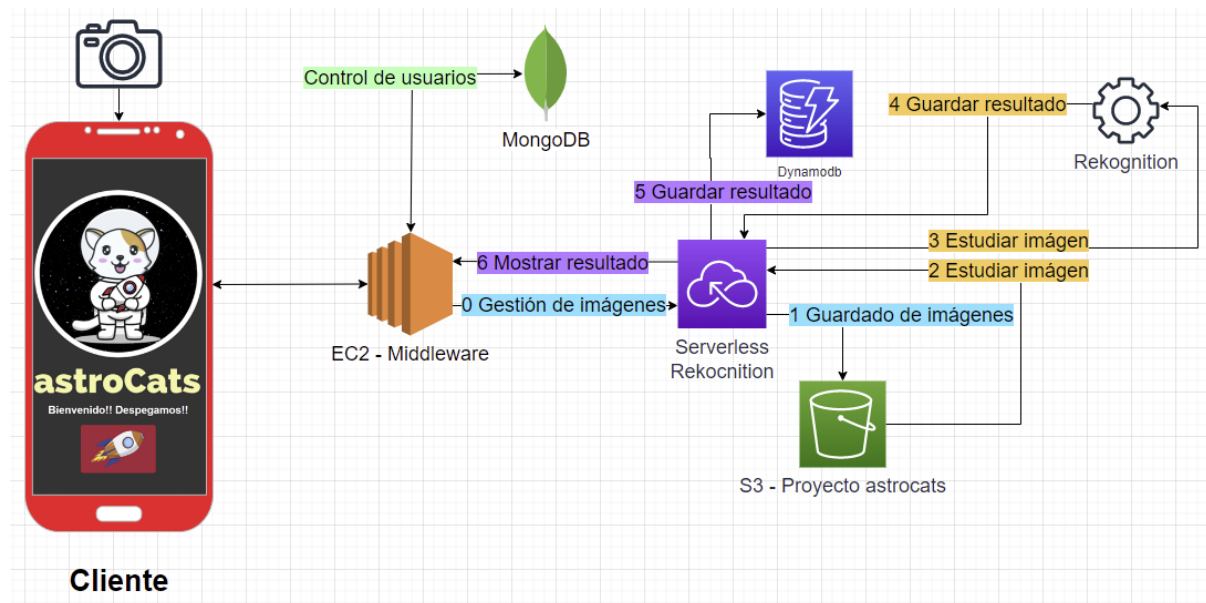 Control de usuarios
MongoDB
4 Guardar resultado
Rekognition
Dynamodb
5 Guardar resultado
3 Estudiar imágen
6 Mostrar resultado
2 Estudiar imágen
0 Gestión de imágenes
1 Guardado de imágenes
EC2 - Middleware
Serverless
Rekocnition
astroCats
Bienvenido!! Despegamos!!
S3 - Proyecto astrocats
Cliente